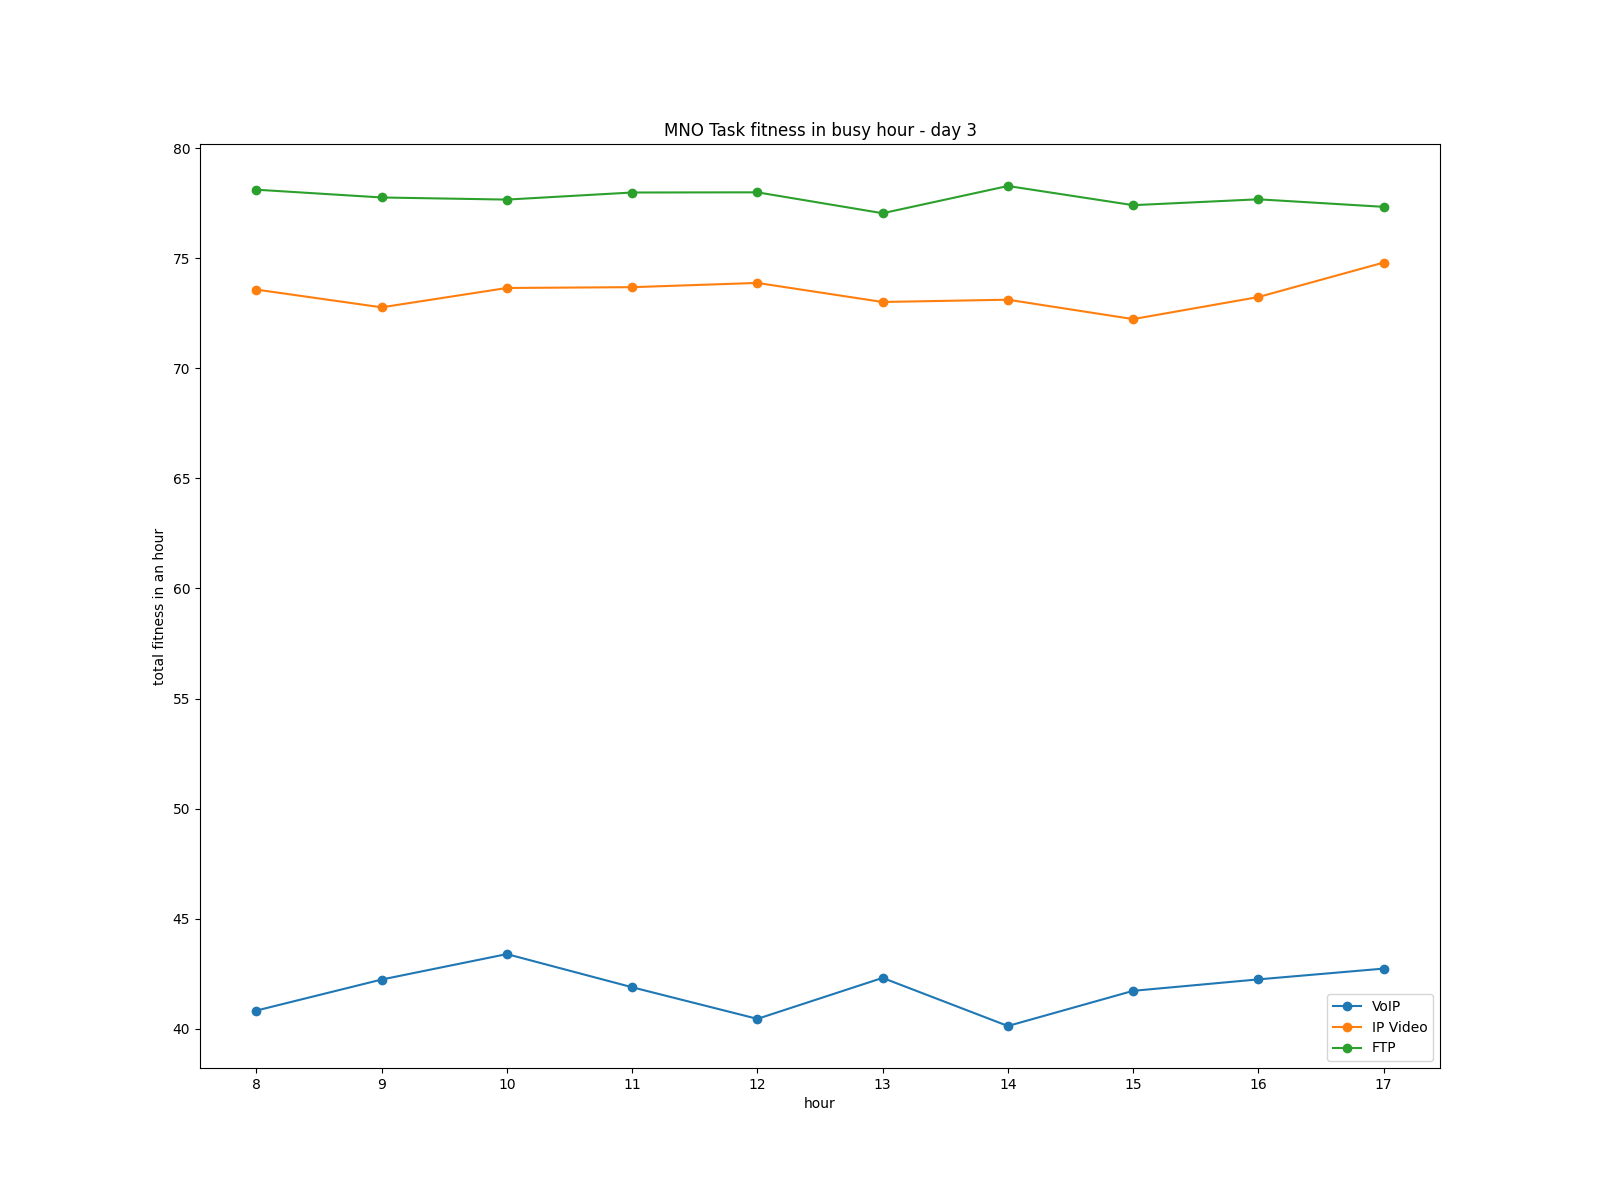 MNO Task fitness in busy hour - day 3
80
75
70
65
60
55
50
45
40
total fitness in an hour
8 9 10 11 12 13 14 15 16 17
hour
VoIP
IP Video
FTP